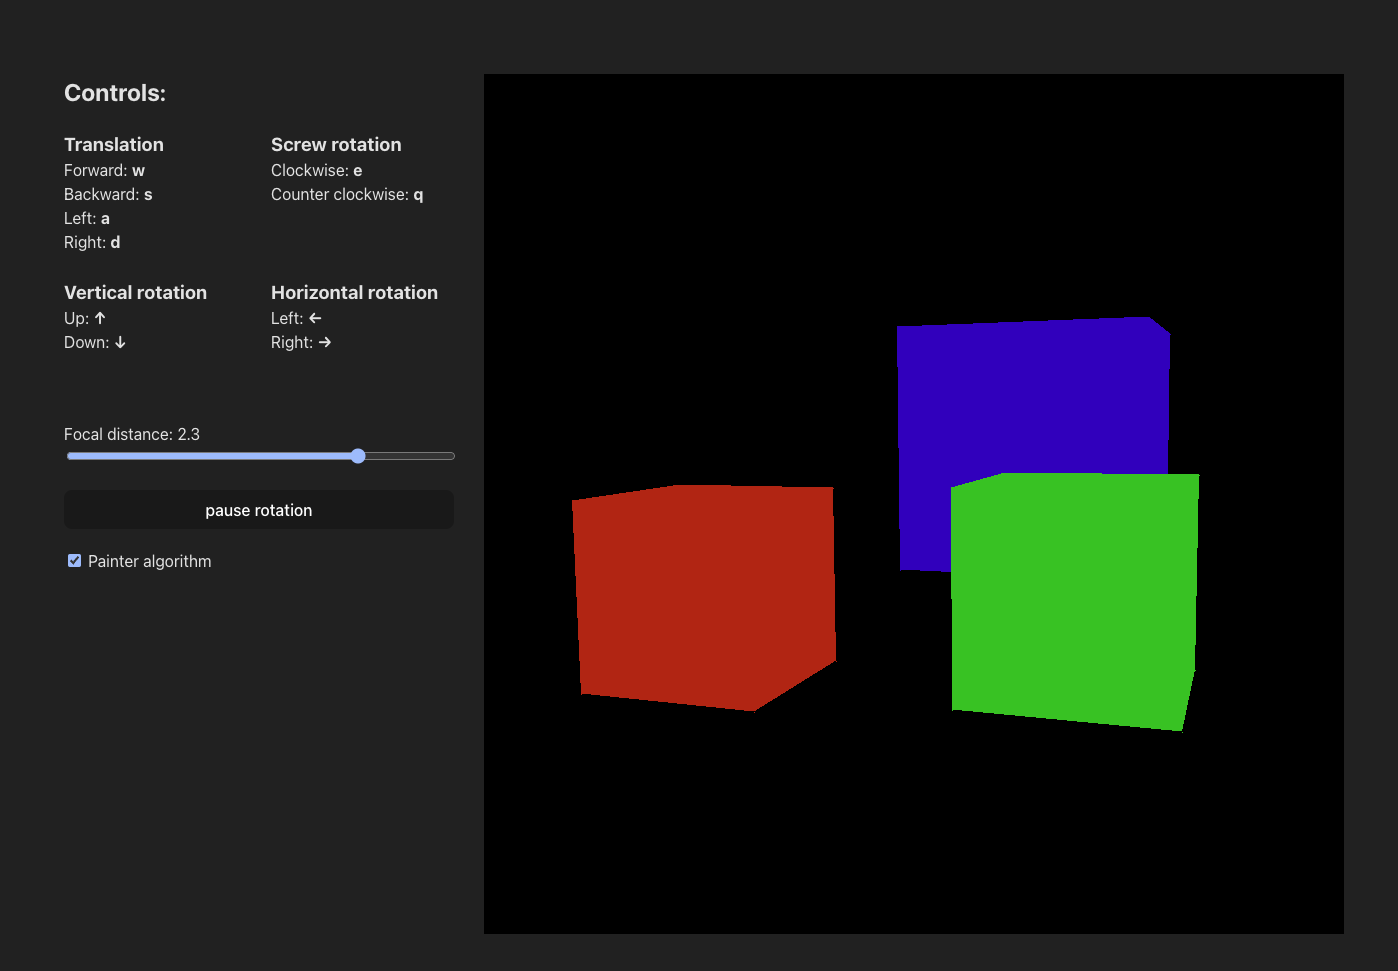 Controls:
Translation
Forward: w
Backward: s
Left: a
Right: d
Screw rotation
Clockwise: e
Counter clockwise: q
Vertical rotation
Up: ↑
Down: ↓
Horizontal rotation
Left: ←
Right: →
Focal distance: 2.3
pause rotation
Painter algorithm